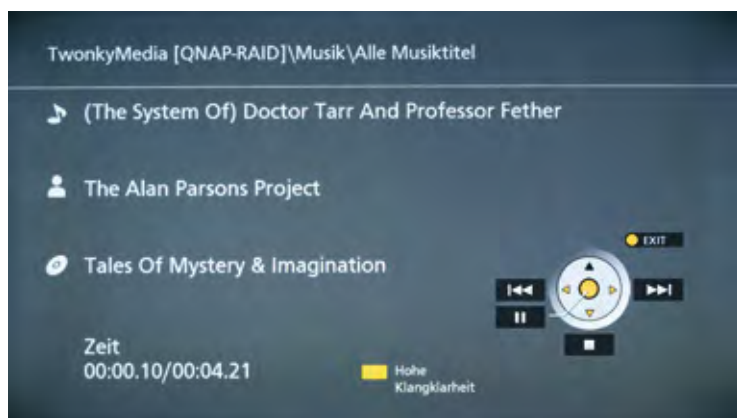 TwonkyMedia [QNAP-RAID]\Musik\Alle Musiktitel
(The System Of) Doctor Tarr And Professor Fether
The Alan Parsons Project
Tales Of Mystery & Imagination
EXIT
Zeit
00:00.10/00:04.21
Hohe
Klangklarheit